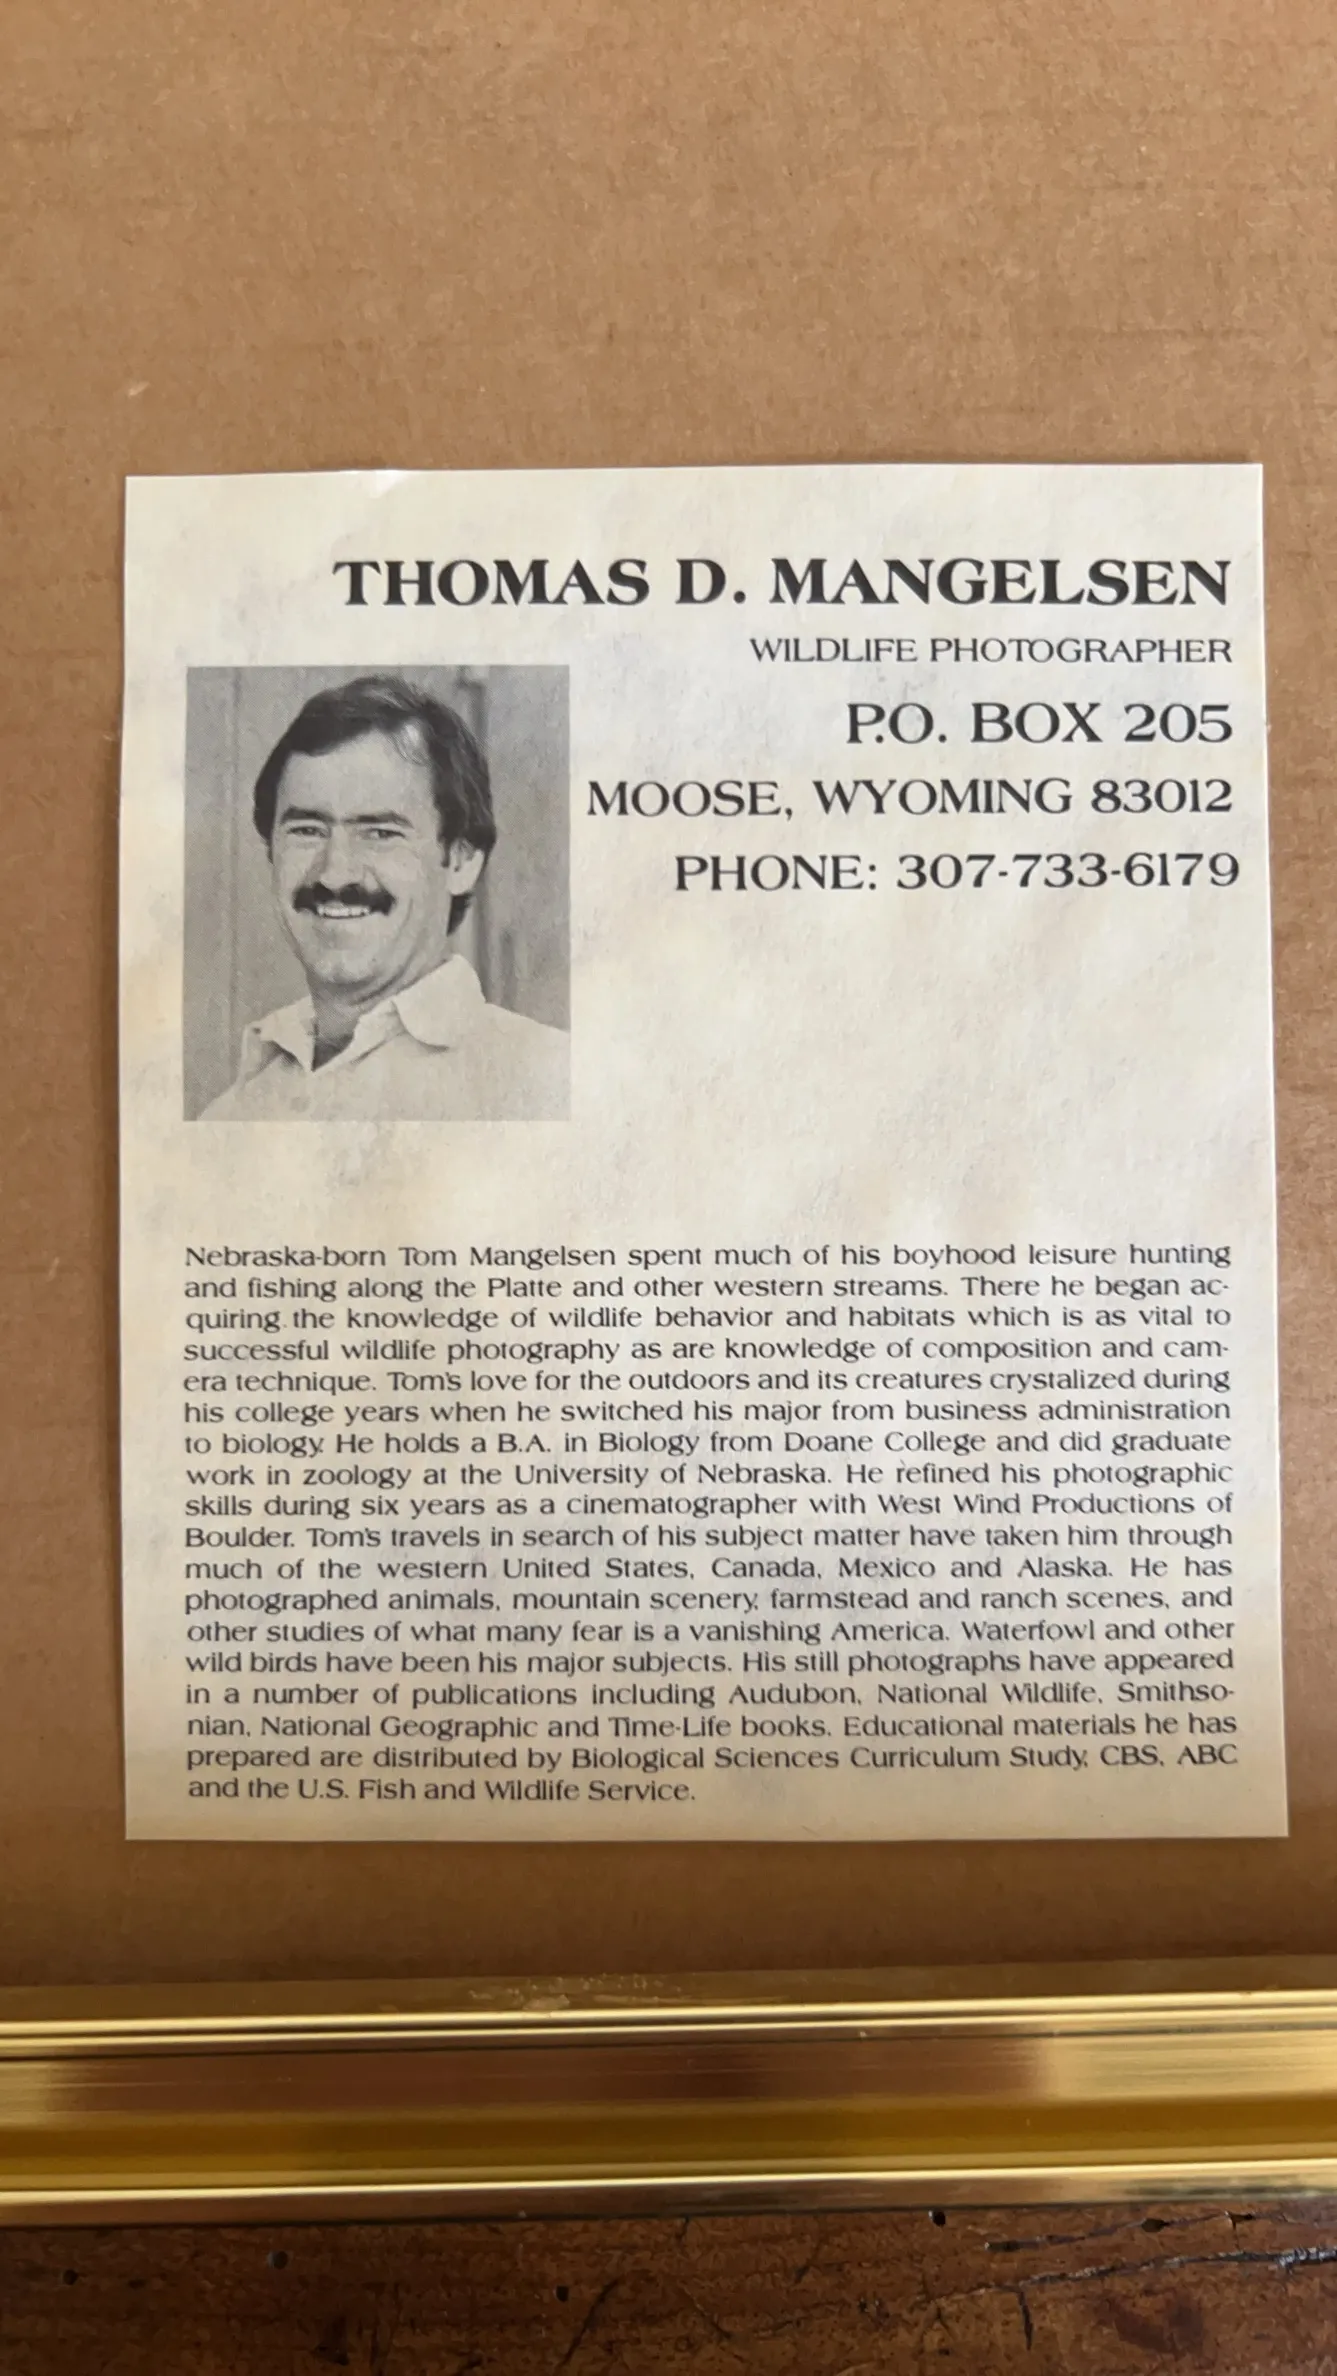 THOMAS D. MANGELSEN
WILDLIFE PHOTOGRAPHER
P.O. BOX 205
MOOSE, WYOMING 83012
PHONE: 307-733-6179
Nebraska-born Tom Mangelsen spent much of his boyhood leisure hunting
and fishing along the Platte and other western streams. There he began ac-
quiring the knowledge of wildlife behavior and habitats which is as vital to
successful wildlife photography as are knowledge of composition and cam-
era technique. Tom's love for the outdoors and its creatures crystalized during
his college years when he switched his major from business administration
to biology. He holds a B.A. in Biology from Doane College and did graduate
work in zoology at the University of Nebraska. He refined his photographic
skills during six years as a cinematographer with West Wind Productions of
Boulder. Tom's travels in search of his subject matter have taken him through
much of the western United States, Canada, Mexico and Alaska. He has
photographed animals, mountain scenery, farmstead and ranch scenes, and
other studies of what many fear is a vanishing America. Waterfowl and other
wild birds have been his major subjects. His still photographs have appeared
in a number of publications including Audubon, National Wildlife, Smithso-
nian, National Geographic and Time-Life books. Educational materials he has
prepared are distributed by Biological Sciences Curriculum Study, CBS, ABC
and the U.S. Fish and Wildlife Service.